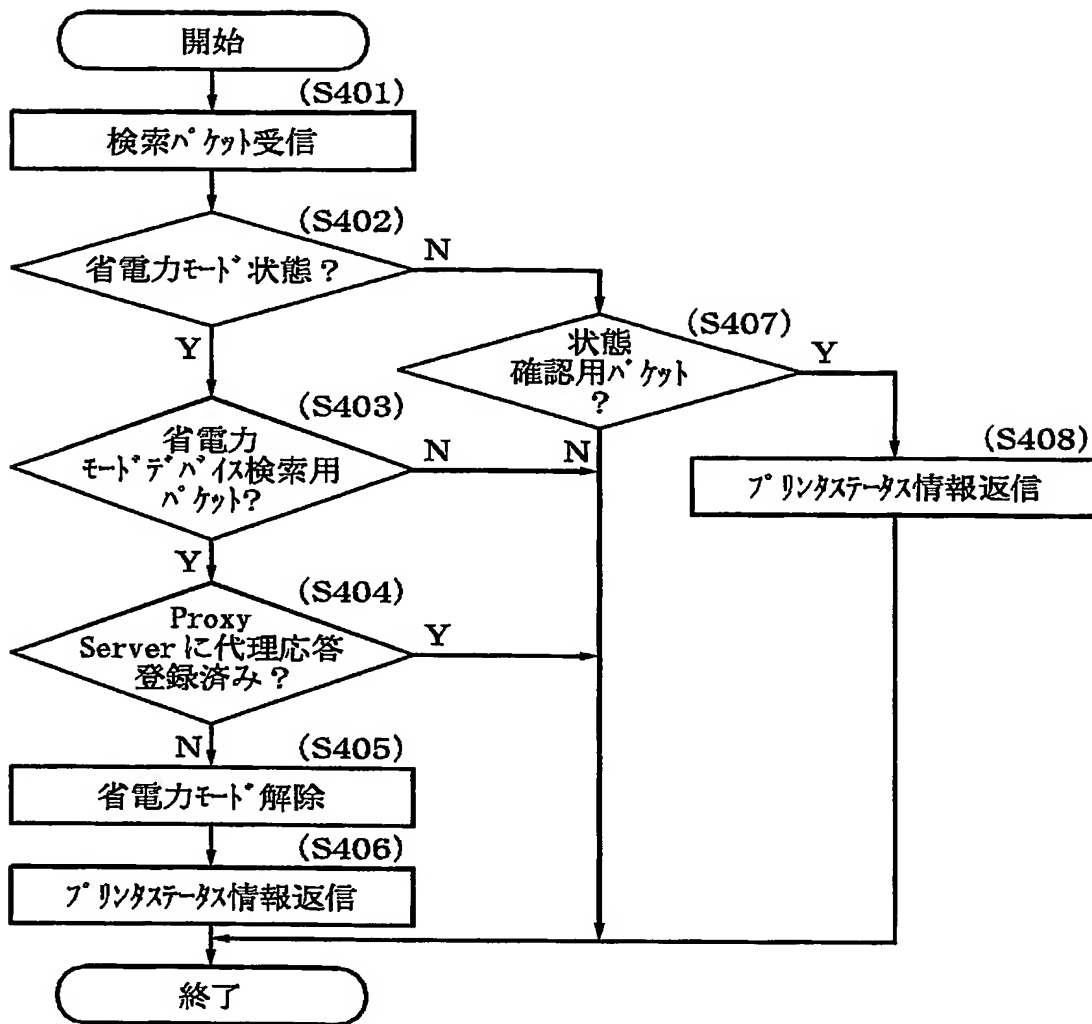 開始
(S401)
検索パケット受信
(S402)
省電力モード状態？
N
Y
(S407)
状態
確認用パケット
？
Y
N
(S403)
省電力
モードデバイス検索用
パケット？
N
Y
(S408)
プリンタステータス情報返信
(S404)
Proxy
Serverに代理応答
登録済み？
Y
N
(S405)
省電力モード解除
(S406)
プリンタステータス情報返信
終了